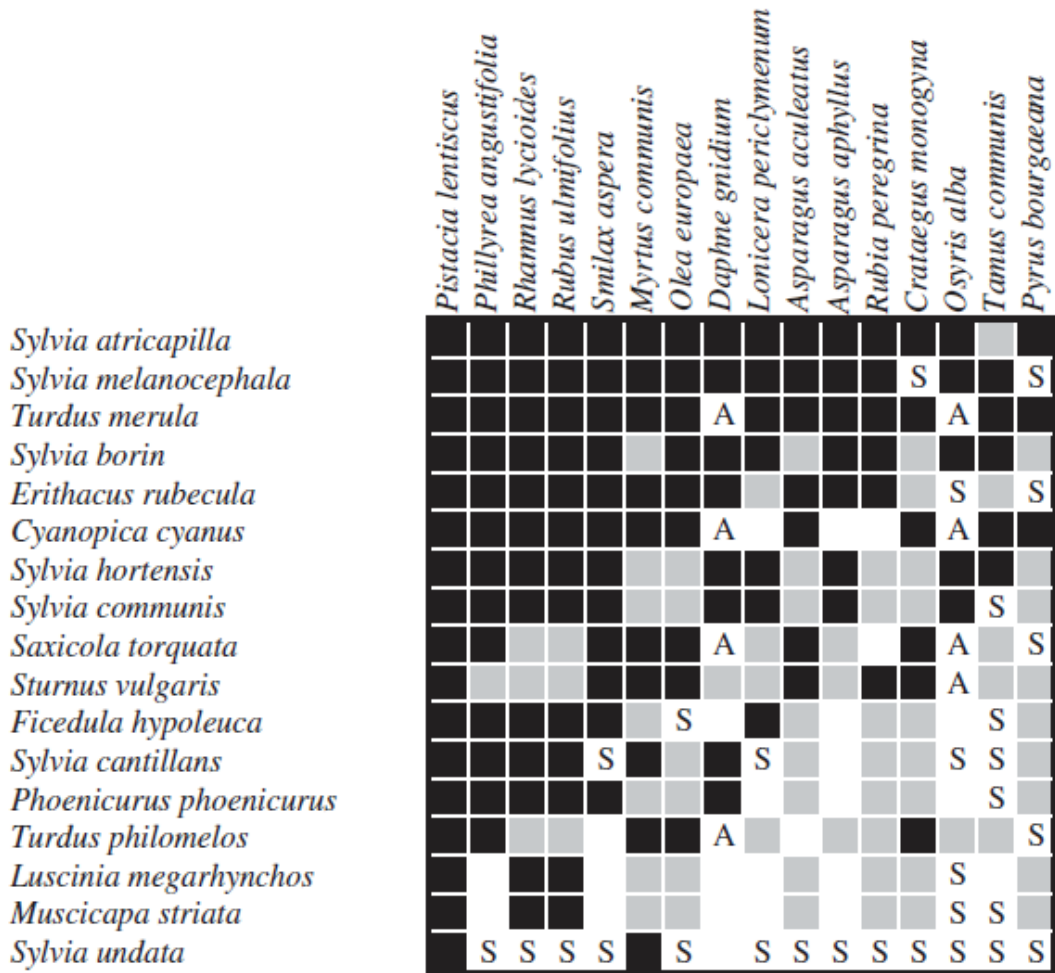 Pistacia lentiscus
Phillyrea angustifolia
Rhamnus lycioides
Rubus ulmifolius
Smilax aspera
Myrtus communis
Olea europaea
Daphne gnidium
Lonicera periclymenum
Asparagus aculeatus
Asparagus aphyllus
Rubia peregrina
Crataegus monogyna
Osyris alba
Tamus communis
Pyrus bourgaeana
Sylvia atricapilla
Sylvia melanocephala S S
Turdus merula A A
Sylvia borin
Erithacus rubecula S S
Cyanopica cyanus A A
Sylvia hortensis
Sylvia communis S
Saxicola torquata A A S
Sturnus vulgaris A
Ficedula hypoleuca S S
Sylvia cantillans S S S S
Phoenicurus phoenicurus S
Turdus philomelos A S
Luscinia megarhynchos S
Muscicapa striata S S
Sylvia undata S S S S S S S S S S S S S